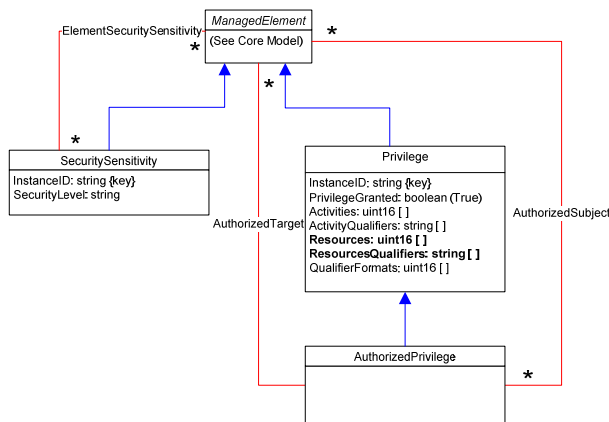 ManagedElement
(See Core Model)
ElementSecuritySensitivity
*
*
*
*
SecuritySensitivity
InstanceID: string {key}
SecurityLevel: string
Privilege
InstanceID: string {key}
PrivilegeGranted: boolean (True)
Activities: uint16 [ ]
ActivityQualifiers: string [ ]
Resources: uint16 [ ]
ResourcesQualifiers: string [ ]
QualifierFormats: uint16 [ ]
AuthorizedTarget
AuthorizedSubject
AuthorizedPrivilege
*